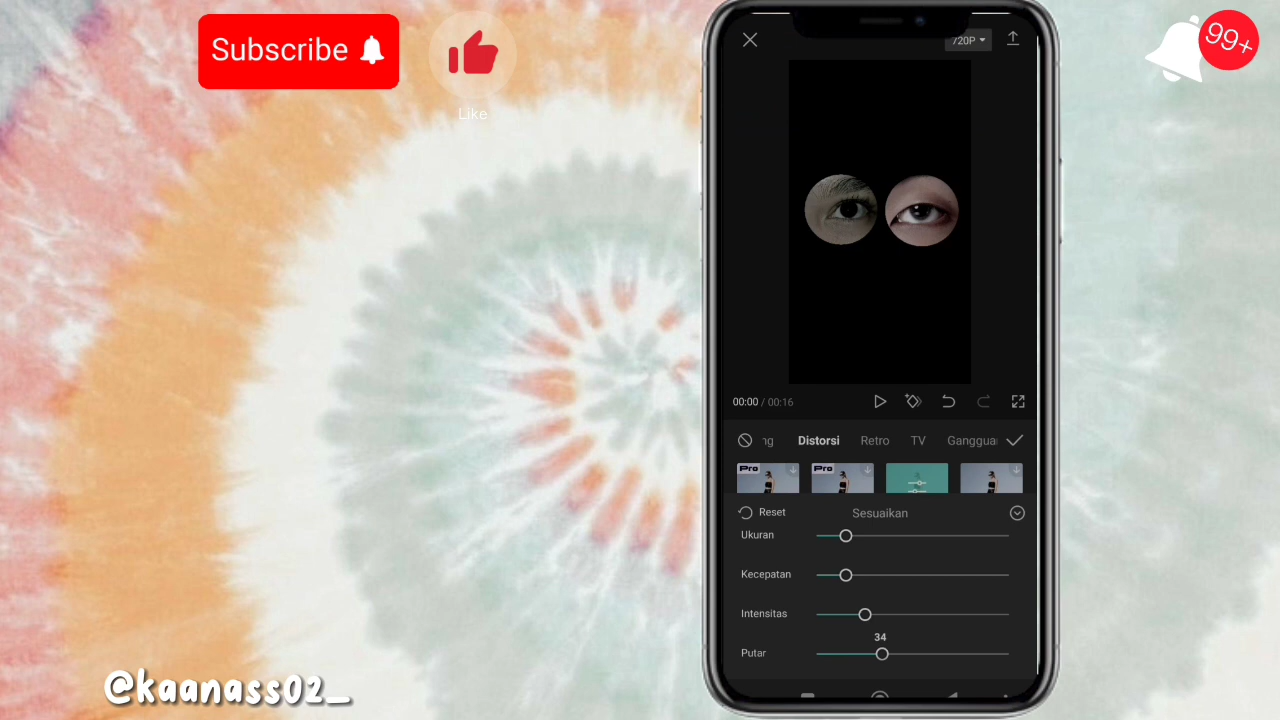 Subscribe
Like
99+
720P
00:00 / 00:16
ng Distorsi Retro TV Ganggua
Pro Pro
Reset Sesuaikan
Ukuran
Kecepatan
Intensitas
34
Putar
@kaanass02_